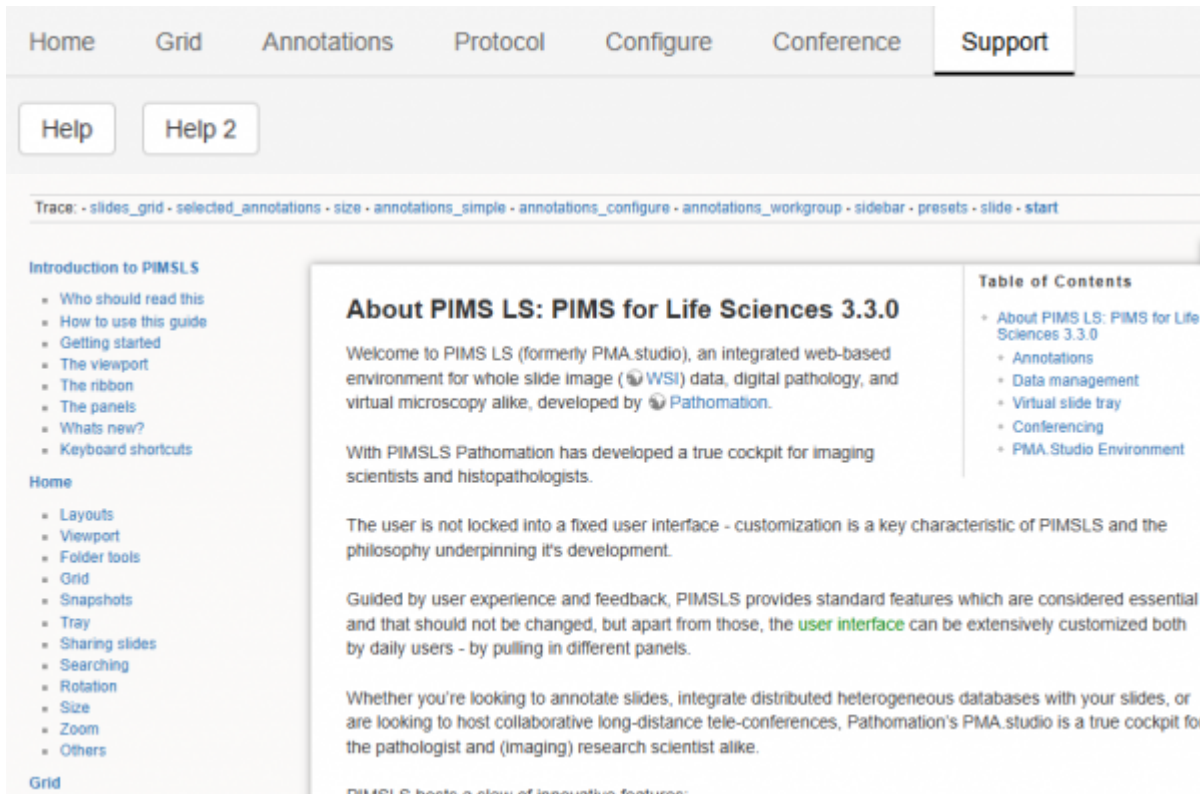 Home Grid Annotations Protocol Configure Conference Support
Help Help 2
Trace: • slides_grid • selected_annotations • size • annotations_simple • annotations_configure • annotations_workgroup • sidebar • presets • slide • start
Introduction to PIMSLS
Who should read this
How to use this guide
Getting started
The viewport
The ribbon
The panels
Whats new?
Keyboard shortcuts
Home
Layouts
Viewport
Folder tools
Grid
Snapshots
Tray
Sharing slides
Searching
Rotation
Size
Zoom
Others
Grid
About PIMS LS: PIMS for Life Sciences 3.3.0
Welcome to PIMS LS (formerly PMA.studio), an integrated web-based
environment for whole slide image (WSI) data, digital pathology, and
virtual microscopy alike, developed by Pathomation.
With PIMSLS Pathomation has developed a true cockpit for imaging
scientists and histopathologists.
The user is not locked into a fixed user interface - customization is a key characteristic of PIMSLS and the
philosophy underpinning it's development.
Guided by user experience and feedback, PIMSLS provides standard features which are considered essential
and that should not be changed, but apart from those, the user interface can be extensively customized both
by daily users - by pulling in different panels.
Whether you're looking to annotate slides, integrate distributed heterogeneous databases with your slides, or
are looking to host collaborative long-distance tele-conferences, Pathomation's PMA.studio is a true cockpit for
the pathologist and (imaging) research scientist alike.
PIMSLS hosts a slew of innovative features:
Table of Contents
About PIMS LS: PIMS for Life
Sciences 3.3.0
Annotations
Data management
Virtual slide tray
Conferencing
PMA.Studio Environment